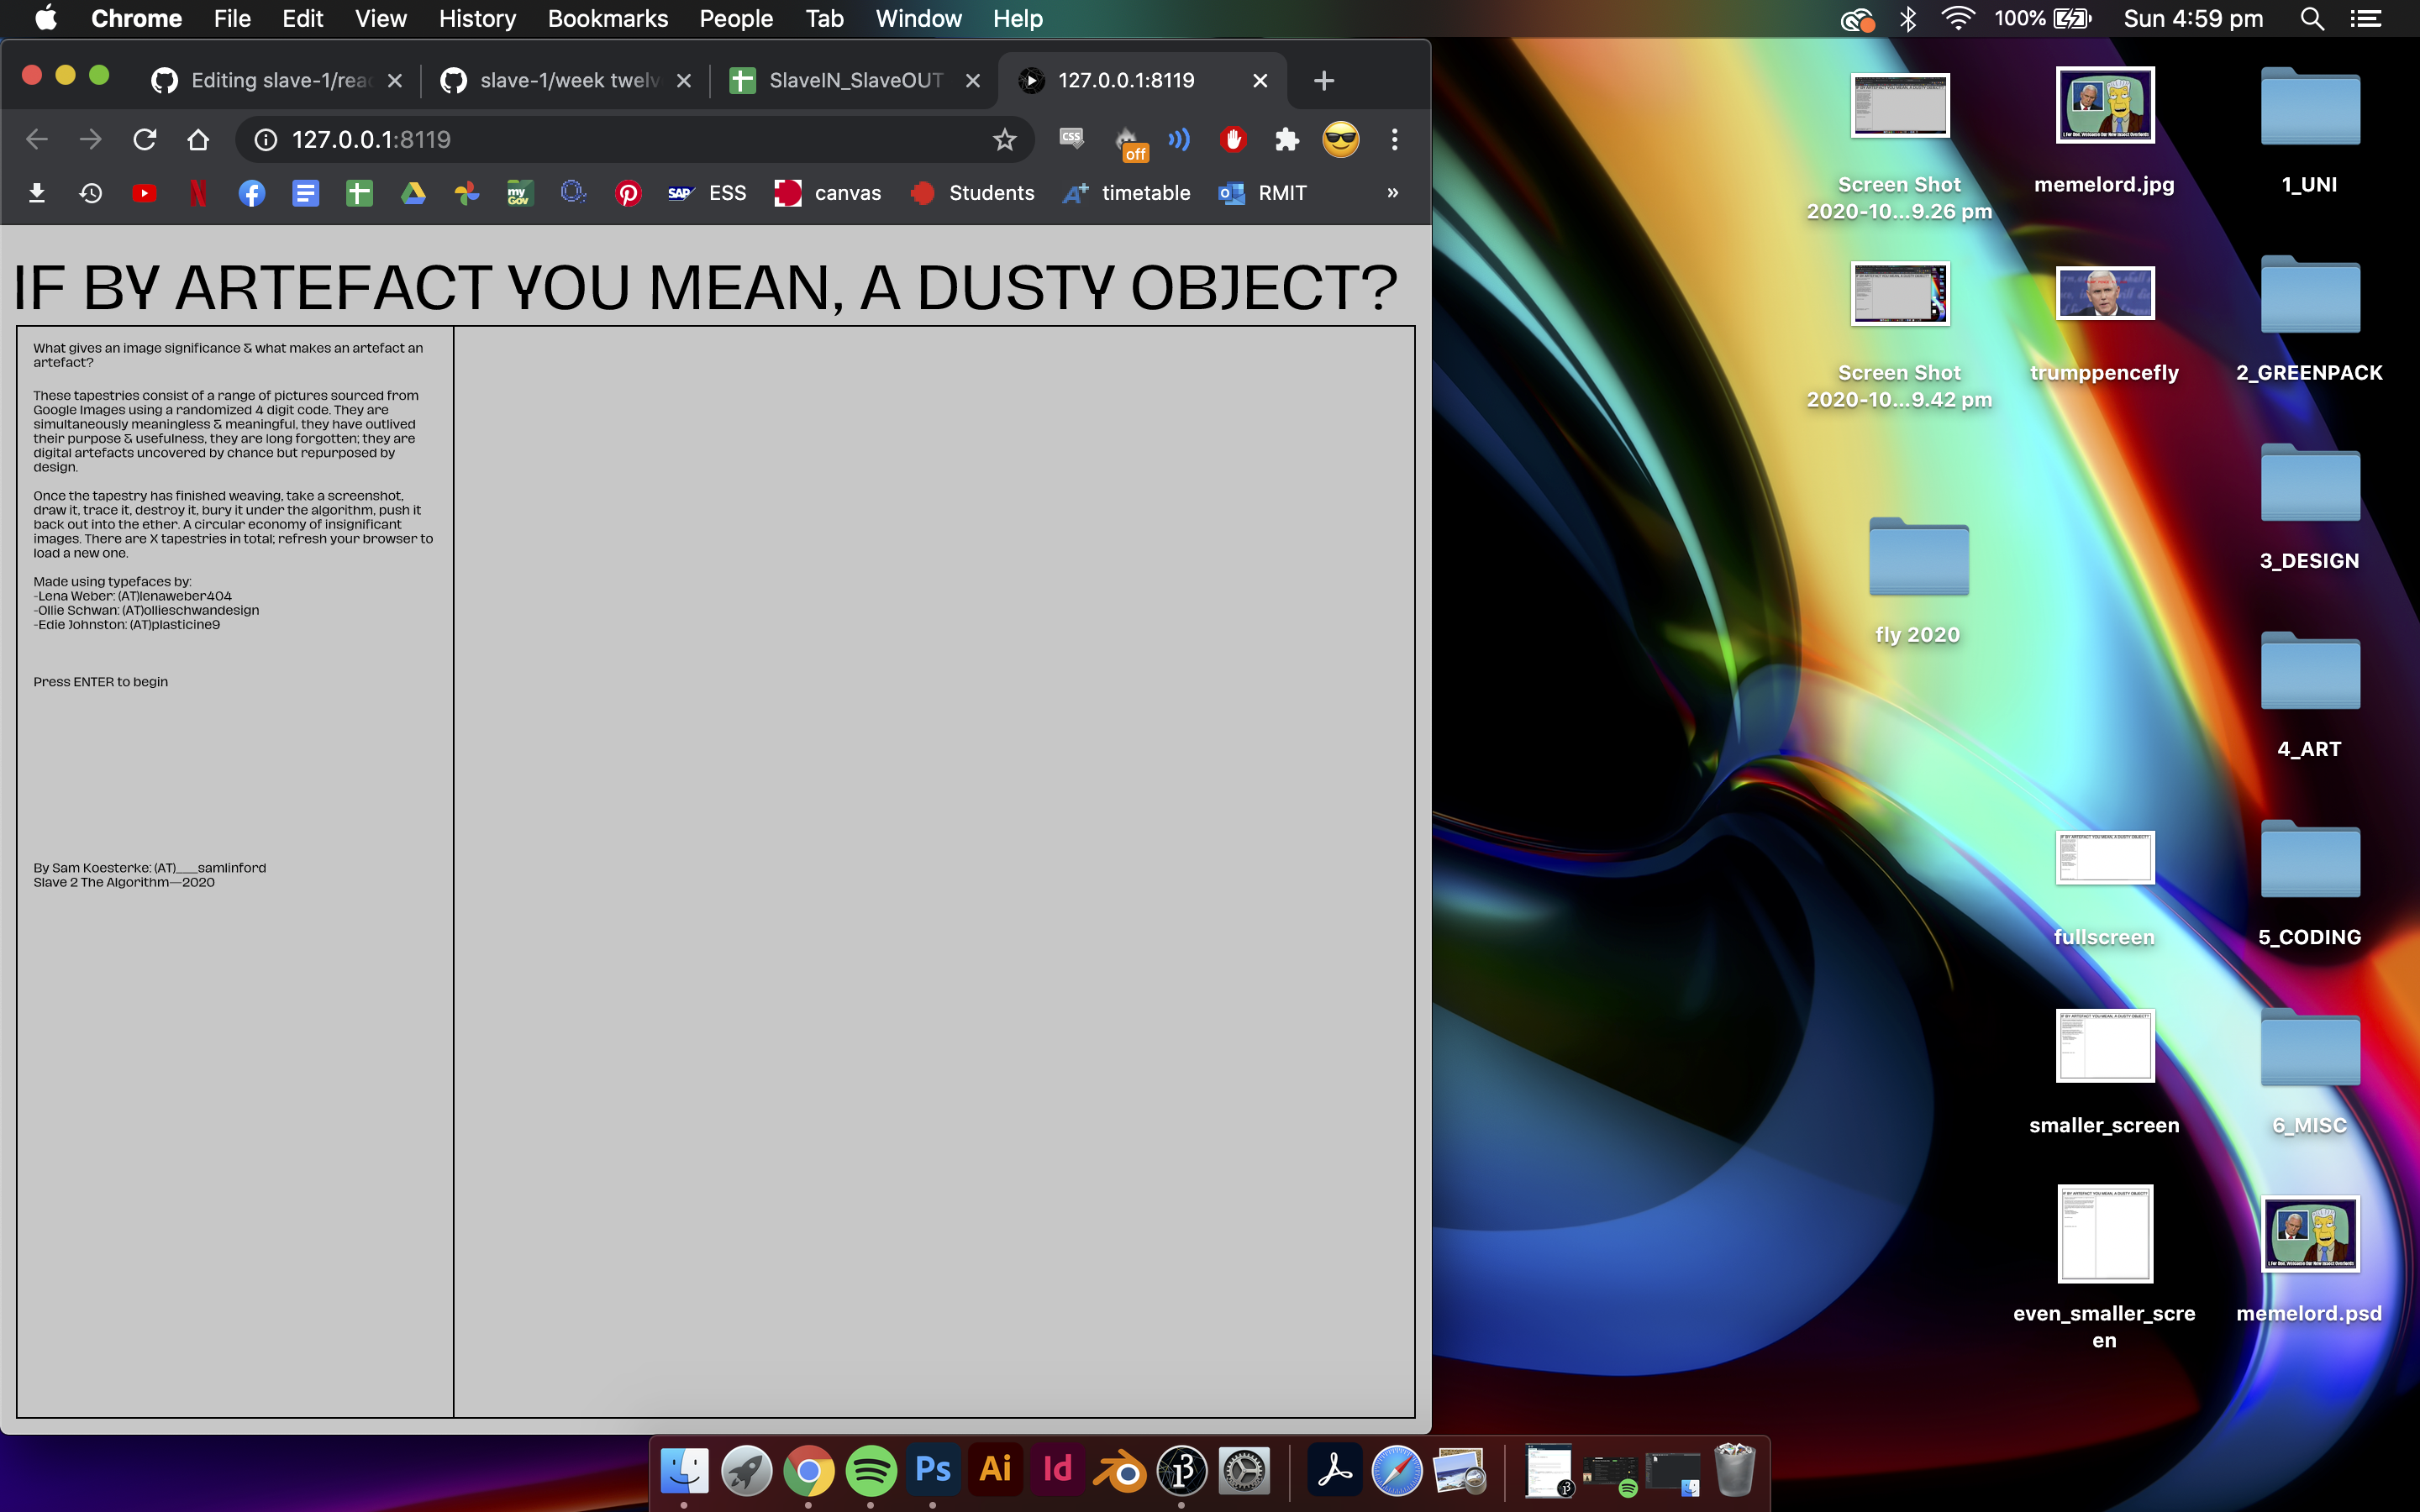 Chrome File Edit View History Bookmarks People Tab Window Help
100% Sun 4:59 pm
Editing slave-1/rea
slave-1/week twelv
SlaveIN_SlaveOUT
127.0.0.1:8119
127.0.0.1:8119
CSS
off
my Gov
SAP ESS
canvas
Students
A+ timetable
RMIT
»
IF BY ARTEFACT YOU MEAN, A DUSTY OBJECT?
What gives an image significance & what makes an artefact an
artefact?
These tapestries consist of a range of pictures sourced from
Google Images using a randomized 4 digit code. They are
simultaneously meaningless & meaningful, they have outlived
their purpose & usefulness, they are long forgotten; they are
digital artefacts uncovered by chance but repurposed by
design.
Once the tapestry has finished weaving, take a screenshot,
draw it, trace it, destroy it, bury it under the algorithm, push it
back out into the ether. A circular economy of insignificant
images. There are X tapestries in total; refresh your browser to
load a new one.
Made using typefaces by:
-Lena Weber: (AT)lenaweber404
-Ollie Schwan: (AT)ollieschwandesign
-Edie Johnston: (AT)plasticine9
Press ENTER to begin
By Sam Koesterke: (AT)___samlinford
Slave 2 The Algorithm—2020
Screen Shot
2020-10...9.26 pm
memelord.jpg
1_UNI
Screen Shot
2020-10...9.42 pm
trumppencefly
2_GREENPACK
3_DESIGN
fly 2020
4_ART
fullscreen
5_CODING
smaller_screen
6_MISC
even_smaller_scre
en
memelord.psd
Ps Ai Id